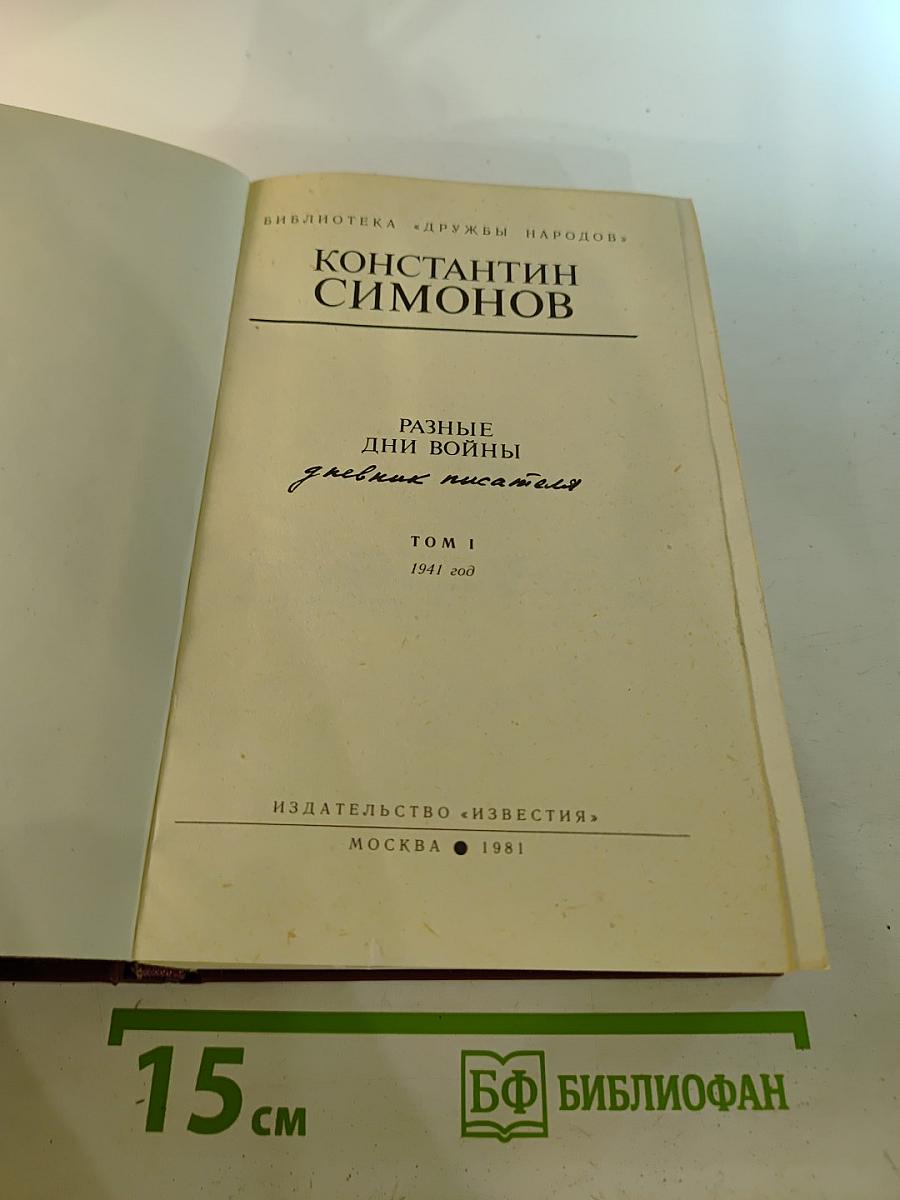 БИБЛИОТЕКА «ДРУЖБЫ НАРОДОВ»
КОНСТАНТИН
СИМОНОВ
РАЗНЫЕ
ДНИ ВОЙНЫ
дневник писателя
ТОМ I
1941 год
ИЗДАТЕЛЬСТВО «ИЗВЕСТИЯ»
МОСКВА ● 1981
15 см
БФ БИБЛИОФАН